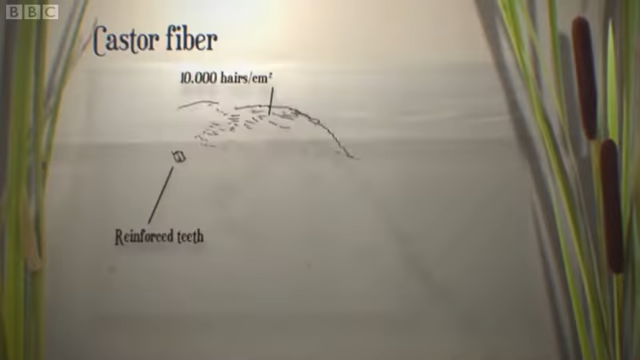 BBC
Castor fiber
10.000 hairs/cm²
Reinforced teeth